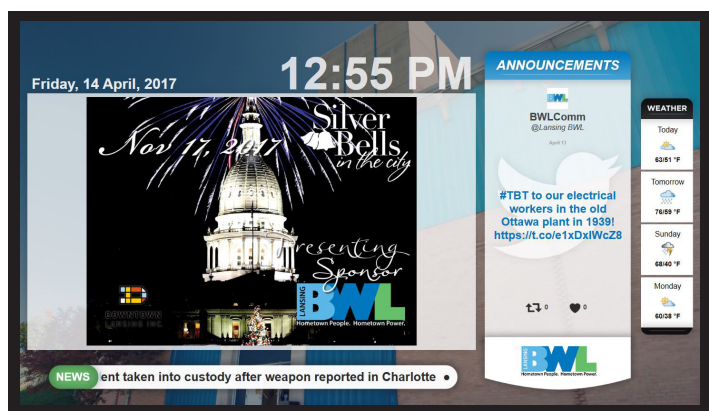 12:55 PM
Friday, 14 April, 2017
Nov 17, 2017
Silver
Bells
in the city
Presenting
Sponsor
DOWNTOWN
LANSING INC
LANSING
BWL
Hometown People. Hometown Power.
NEWS
ent taken into custody after weapon reported in Charlotte •
ANNOUNCEMENTS
BWL
BWLComm
@Lansing BWL
April 13
#TBT to our electrical
workers in the old
Ottawa plant in 1939!
https://t.co/e1xDxIWcZ8
0
0
LANSING
BWL
Hometown People. Hometown Power.
WEATHER
Today
63/51 °F
Tomorrow
76/59 °F
Sunday
68/40 °F
Monday
60/38 °F